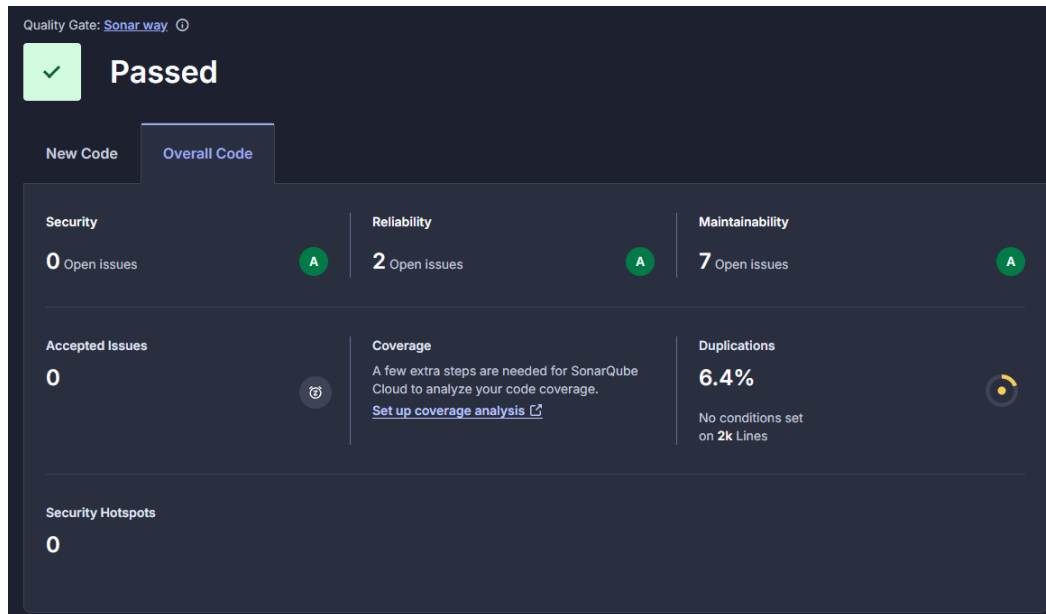 Quality Gate: Sonar way
Passed
New Code
Overall Code
Security
0 Open issues
A
Reliability
2 Open issues
A
Maintainability
7 Open issues
A
Accepted Issues
0
Coverage
A few extra steps are needed for SonarQube
Cloud to analyze your code coverage.
Set up coverage analysis
Duplications
6.4%
No conditions set
on 2k Lines
Security Hotspots
0